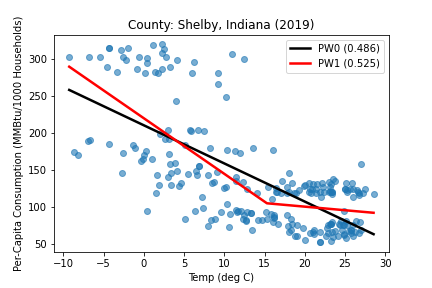 County: Shelby, Indiana (2019)
PW0 (0.486)
PW1 (0.525)
Per-Capita Consumption (MMBtu/1000 Households)
300
250
200
150
100
50
−10 −5 0 5 10 15 20 25 30
Temp (deg C)